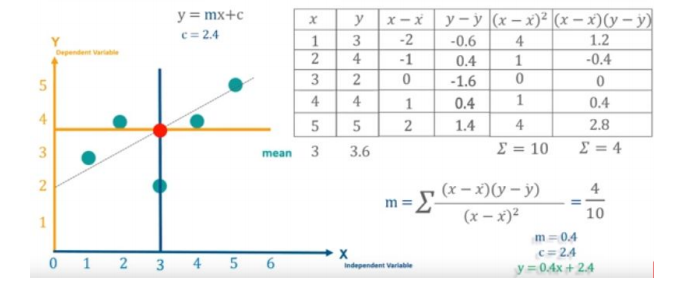 y = mx+c
c = 2.4
Y
Dependent Variable
5
4
3
2
1
0 1 2 3 4 5 6
X
Independent Variable
x y x − ẋ y − ẏ (x − ẋ)² (x − ẋ)(y − ẏ)
1 3 -2 -0.6 4 1.2
2 4 -1 0.4 1 -0.4
3 2 0 -1.6 0 0
4 4 1 0.4 1 0.4
5 5 2 1.4 4 2.8
mean 3 3.6 Σ = 10 Σ = 4
m = Σ (x − ẋ)(y − ẏ) / (x − ẋ)² = 4 / 10
m = 0.4
c = 2.4
y = 0.4x + 2.4